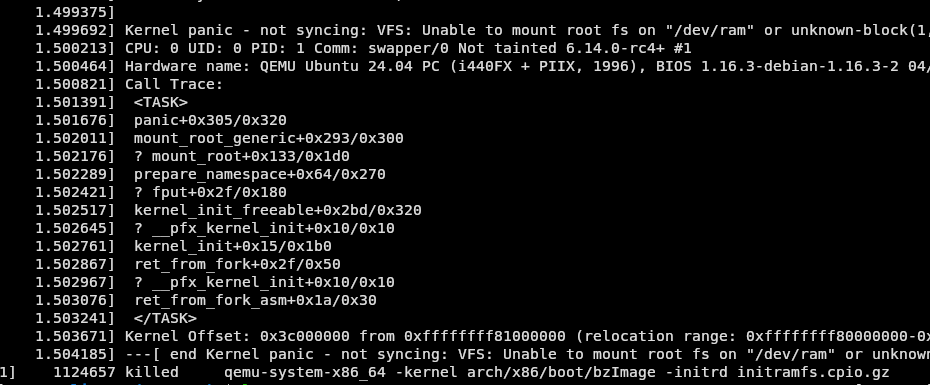 1.499375]
1.499692] Kernel panic - not syncing: VFS: Unable to mount root fs on "/dev/ram" or unknown-block(1,
1.500213] CPU: 0 UID: 0 PID: 1 Comm: swapper/0 Not tainted 6.14.0-rc4+ #1
1.500464] Hardware name: QEMU Ubuntu 24.04 PC (i440FX + PIIX, 1996), BIOS 1.16.3-debian-1.16.3-2 04/
1.500821] Call Trace:
1.501391]  <TASK>
1.501676]  panic+0x305/0x320
1.502011]  mount_root_generic+0x293/0x300
1.502176]  ? mount_root+0x133/0x1d0
1.502289]  prepare_namespace+0x64/0x270
1.502421]  ? fput+0x2f/0x180
1.502517]  kernel_init_freeable+0x2bd/0x320
1.502645]  ? __pfx_kernel_init+0x10/0x10
1.502761]  kernel_init+0x15/0x1b0
1.502867]  ret_from_fork+0x2f/0x50
1.502967]  ? __pfx_kernel_init+0x10/0x10
1.503076]  ret_from_fork_asm+0x1a/0x30
1.503241]  </TASK>
1.503671] Kernel Offset: 0x3c000000 from 0xffffffff81000000 (relocation range: 0xffffffff80000000-0x
1.504185] ---[ end Kernel panic - not syncing: VFS: Unable to mount root fs on "/dev/ram" or unknown
1]    1124657 killed     qemu-system-x86_64 -kernel arch/x86/boot/bzImage -initrd initramfs.cpio.gz